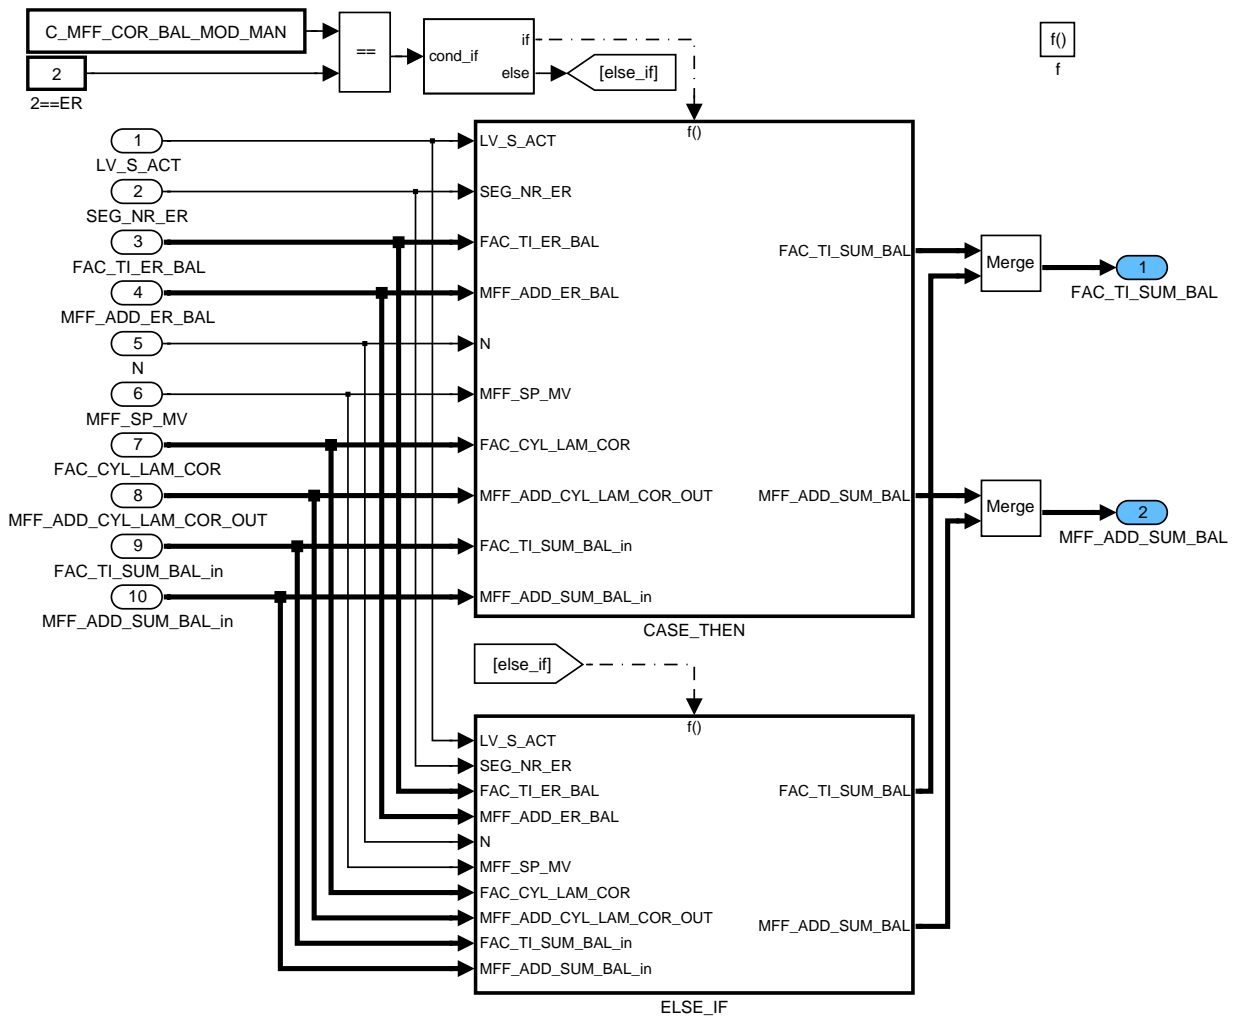 C_MFF_COR_BAL_MOD_MAN
2
2==ER
==
cond_if
if
else
[else_if]
f()
f
1
LV_S_ACT
2
SEG_NR_ER
3
FAC_TI_ER_BAL
4
MFF_ADD_ER_BAL
5
N
6
MFF_SP_MV
7
FAC_CYL_LAM_COR
8
MFF_ADD_CYL_LAM_COR_OUT
9
FAC_TI_SUM_BAL_in
10
MFF_ADD_SUM_BAL_in
f()
LV_S_ACT
SEG_NR_ER
FAC_TI_ER_BAL
MFF_ADD_ER_BAL
N
MFF_SP_MV
FAC_CYL_LAM_COR
MFF_ADD_CYL_LAM_COR_OUT
FAC_TI_SUM_BAL_in
MFF_ADD_SUM_BAL_in
FAC_TI_SUM_BAL
MFF_ADD_SUM_BAL
CASE_THEN
Merge
1
FAC_TI_SUM_BAL
Merge
2
MFF_ADD_SUM_BAL
[else_if]
f()
LV_S_ACT
SEG_NR_ER
FAC_TI_ER_BAL
MFF_ADD_ER_BAL
N
MFF_SP_MV
FAC_CYL_LAM_COR
MFF_ADD_CYL_LAM_COR_OUT
FAC_TI_SUM_BAL_in
MFF_ADD_SUM_BAL_in
FAC_TI_SUM_BAL
MFF_ADD_SUM_BAL
ELSE_IF